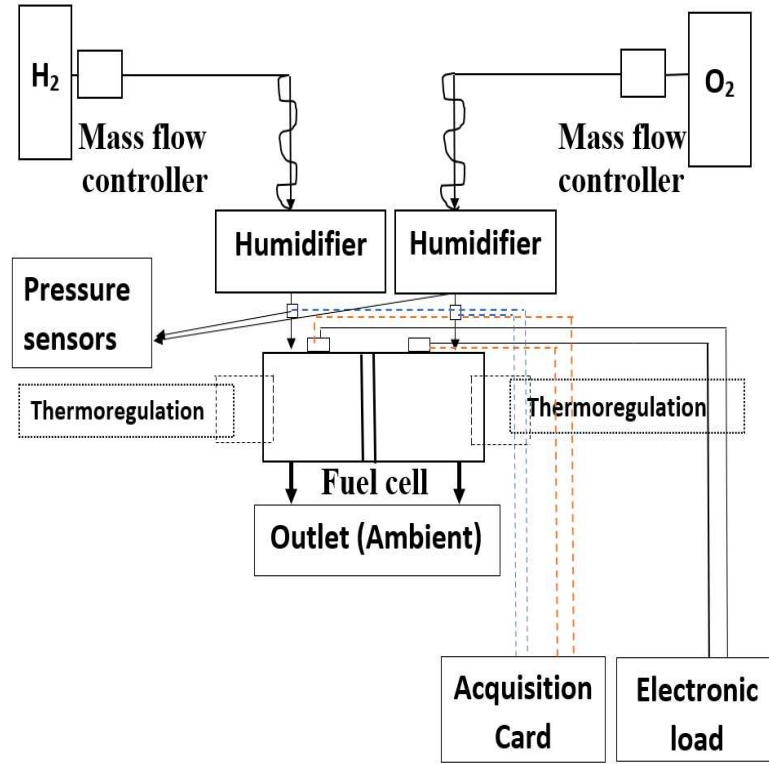 H₂
O₂
Mass flow
controller
Mass flow
controller
Humidifier
Humidifier
Pressure
sensors
Thermoregulation
Thermoregulation
Fuel cell
Outlet (Ambient)
Acquisition
Card
Electronic
load